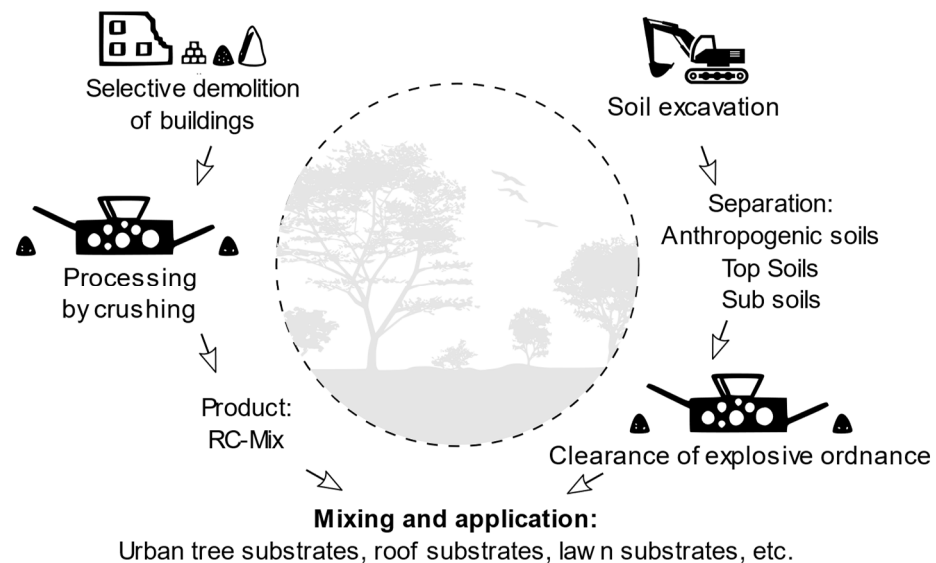 Selective demolition
of buildings
Processing
by crushing
Product:
RC-Mix
Soil excavation
Separation:
Anthropogenic soils
Top Soils
Sub soils
Clearance of explosive ordnance
Mixing and application:
Urban tree substrates, roof substrates, lawn substrates, etc.